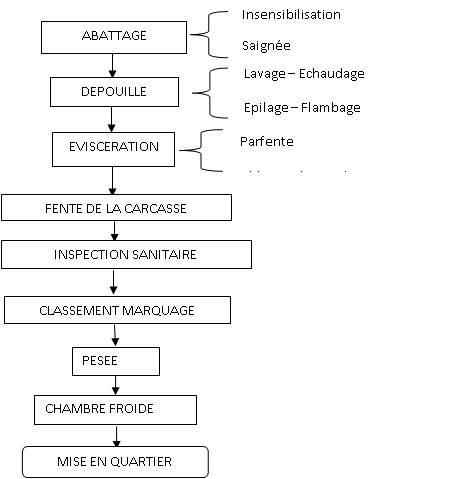 ABATTAGE
Insensibilisation
Saignée
DEPOUILLE
Lavage – Echaudage
Epilage – Flambage
EVISCERATION
Parfente
FENTE DE LA CARCASSE
INSPECTION SANITAIRE
CLASSEMENT MARQUAGE
PESEE
CHAMBRE FROIDE
MISE EN QUARTIER